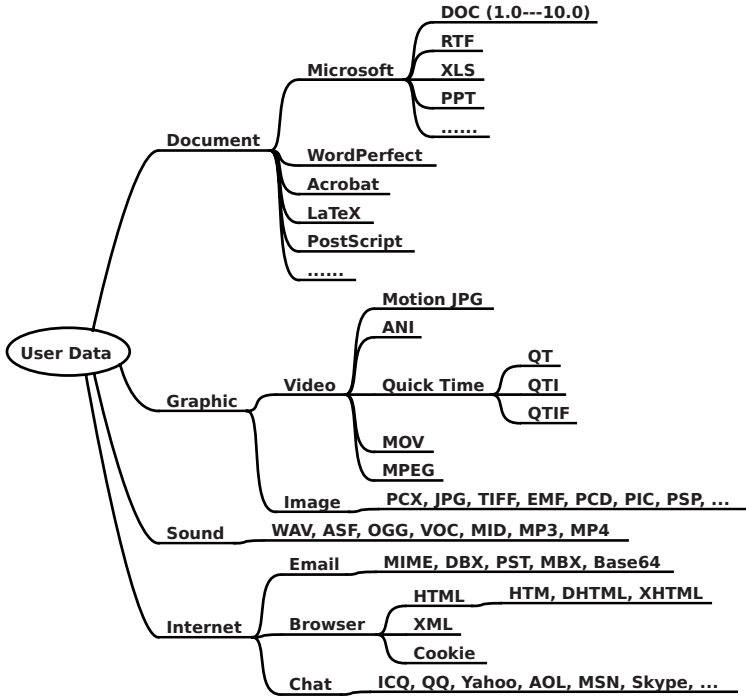 DOC (1.0---10.0)
RTF
Microsoft
XLS
PPT
......
Document
WordPerfect
Acrobat
LaTeX
PostScript
......
Motion JPG
ANI
User Data
QT
Video
Quick Time
QTI
Graphic
QTIF
MOV
MPEG
Image
PCX, JPG, TIFF, EMF, PCD, PIC, PSP, ...
Sound
WAV, ASF, OGG, VOC, MID, MP3, MP4
Email
MIME, DBX, PST, MBX, Base64
HTML
HTM, DHTML, XHTML
Internet
Browser
XML
Cookie
Chat
ICQ, QQ, Yahoo, AOL, MSN, Skype, ...